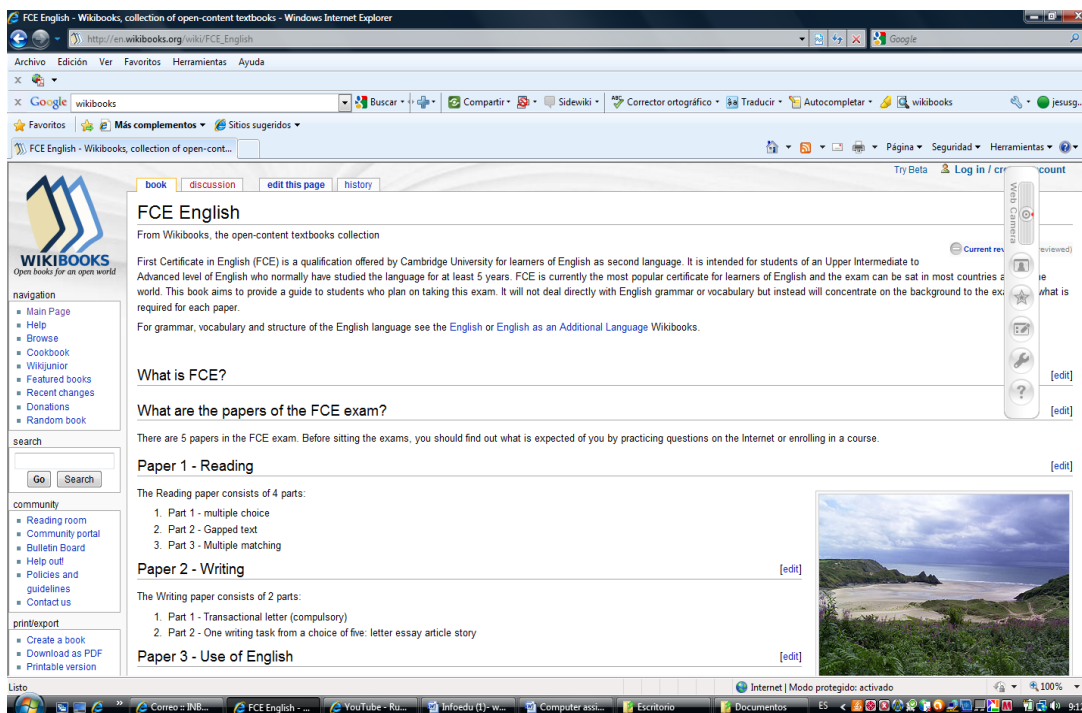 FCE English - Wikibooks, collection of open-content textbooks - Windows Internet Explorer
http://en.wikibooks.org/wiki/FCE_English
Google
Archivo Edición Ver Favoritos Herramientas Ayuda
x
x Google wikibooks Buscar Compartir Sidewiki ABC Corrector ortográfico Traducir Autocompletar wikibooks jesusg...
Favoritos Más complementos Sitios sugeridos
FCE English - Wikibooks, collection of open-cont... Página Seguridad Herramientas
Try Beta Log in / count
book discussion edit this page history
Web Camera
FCE English
From Wikibooks, the open-content textbooks collection
Current eviewed)
First Certificate in English (FCE) is a qualification offered by Cambridge University for learners of English as second language. It is intended for students of an Upper Intermediate to
Advanced level of English who normally have studied the language for at least 5 years. FCE is currently the most popular certificate for learners of English and the exam can be sat in most countries
world. This book aims to provide a guide to students who plan on taking this exam. It will not deal directly with English grammar or vocabulary but instead will concentrate on the background to the what is
required for each paper.
For grammar, vocabulary and structure of the English language see the English or English as an Additional Language Wikibooks.
What is FCE? [edit]
What are the papers of the FCE exam? [edit]
There are 5 papers in the FCE exam. Before sitting the exams, you should find out what is expected of you by practicing questions on the Internet or enrolling in a course.
Paper 1 - Reading [edit]
The Reading paper consists of 4 parts:
1. Part 1 - multiple choice
2. Part 2 - Gapped text
3. Part 3 - Multiple matching
Paper 2 - Writing [edit]
The Writing paper consists of 2 parts:
1. Part 1 - Transactional letter (compulsory)
2. Part 2 - One writing task from a choice of five: letter essay article story
Paper 3 - Use of English [edit]
WIKIBOOKS
Open books for an open world
navigation
Main Page
Help
Browse
Cookbook
Wikijunior
Featured books
Recent changes
Donations
Random book
search
Go Search
community
Reading room
Community portal
Bulletin Board
Help out!
Policies and
guidelines
Contact us
print/export
Create a book
Download as PDF
Printable version
Listo Internet | Modo protegido: activado 100%
Correo :: INB... FCE English - ... YouTube - Ru... Infoedu (1)- w... Computer assi... Escritorio Documentos ES